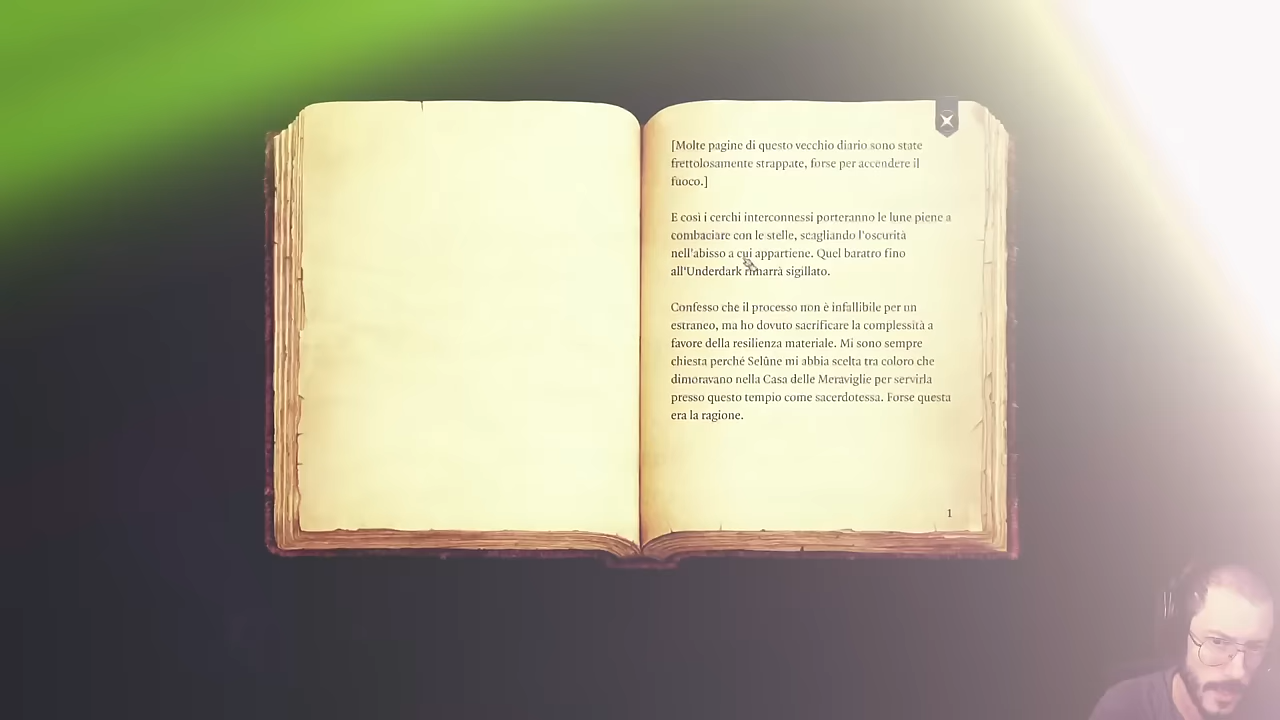 [Molte pagine di questo vecchio diario sono state
frettolosamente strappate, forse per accendere il
fuoco.]
E così i cerchi interconnessi porteranno le lune piene a
combaciare con le stelle, scagliando l'oscurità
nell'abisso a cui appartiene. Quel baratro fino
all'Underdark rimarrà sigillato.
Confesso che il processo non è infallibile per un
estraneo, ma ho dovuto sacrificare la complessità a
favore della resilienza materiale. Mi sono sempre
chiesta perché Selûne mi abbia scelta tra coloro che
dimoravano nella Casa delle Meraviglie per servirla
presso questo tempio come sacerdotessa. Forse questa
era la ragione.
1